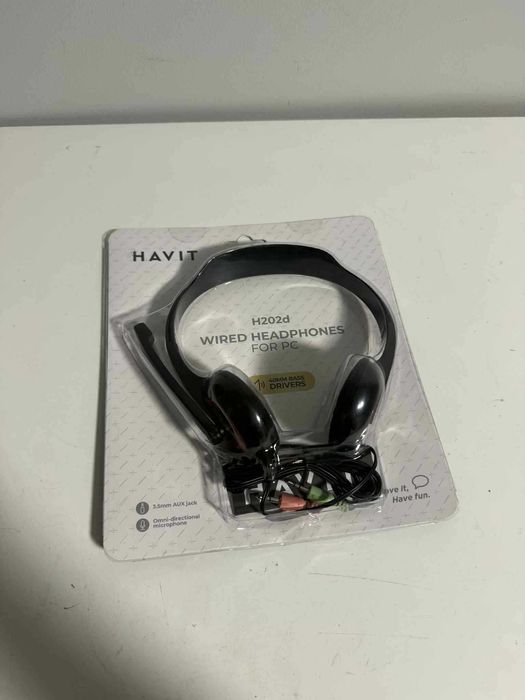 HAVIT
H202d
WIRED HEADPHONES
FOR PC
40MM BASS
DRIVERS
3.5mm AUX jack
Omni-directional
microphone
ve it,
Have fun.